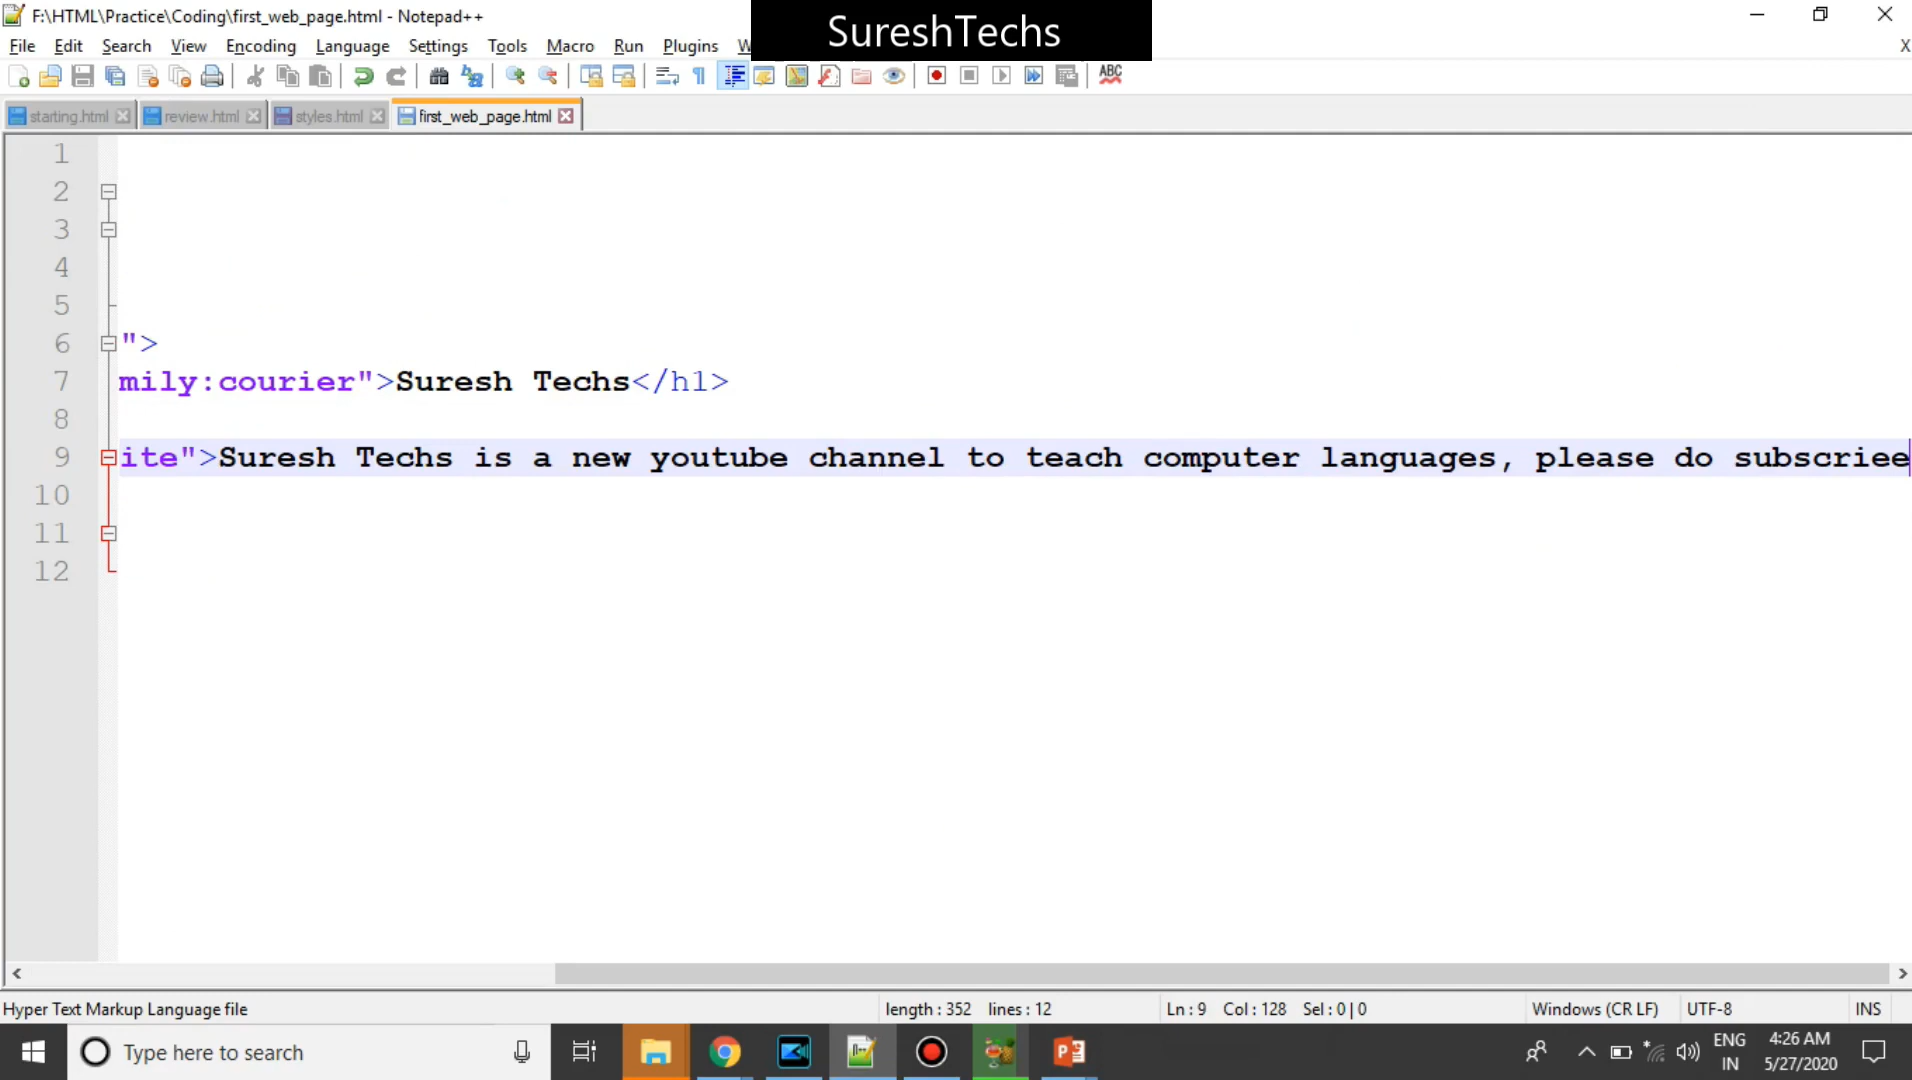 F:\HTML\Practice\Coding\first_web_page.html - Notepad++
SureshTechs
File Edit Search View Encoding Language Settings Tools Macro Run Plugins W
X
ABC
starting.html review.html styles.html first_web_page.html
1
2
3
4
5
6 ">
7 mily:courier">Suresh Techs</h1>
8
9 ite">Suresh Techs is a new youtube channel to teach computer languages, please do subscriee
10
11
12
Hyper Text Markup Language file length : 352 lines : 12 Ln : 9 Col : 128 Sel : 0 | 0 Windows (CR LF) UTF-8 INS
Type here to search
ENG
IN
4:26 AM
5/27/2020